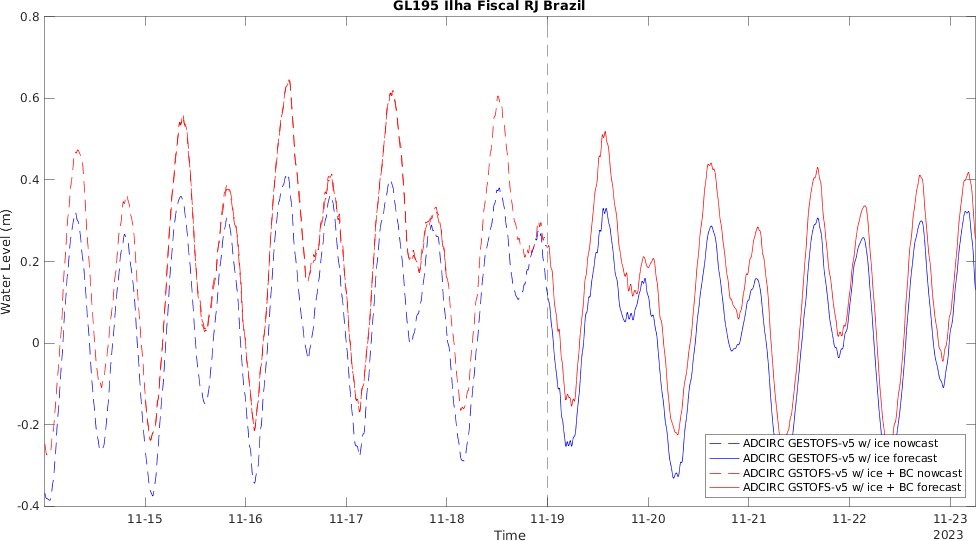 GL195 Ilha Fiscal RJ Brazil
0.8
0.6
0.4
0.2
0
-0.2
-0.4
Water Level (m)
11-15
11-16
11-17
11-18
11-19
11-20
11-21
11-22
11-23
2023
Time
ADCIRC GESTOFS-v5 w/ ice nowcast
ADCIRC GESTOFS-v5 w/ ice forecast
ADCIRC GSTOFS-v5 w/ ice + BC nowcast
ADCIRC GSTOFS-v5 w/ ice + BC forecast